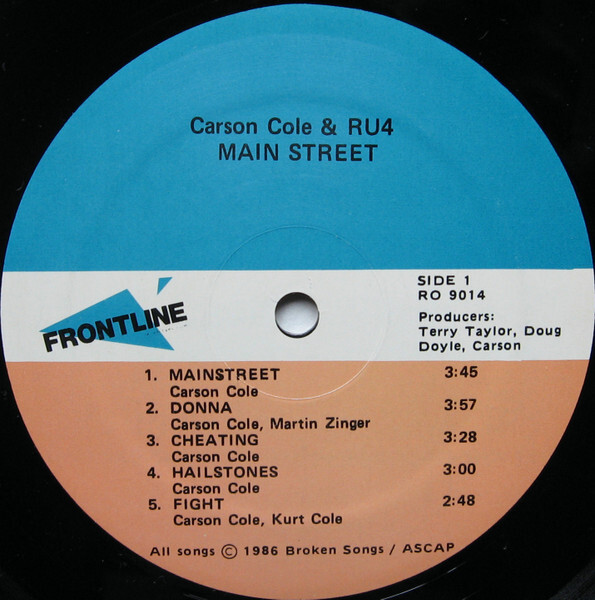 Carson Cole & RU4
MAIN STREET
FRONTLINE
SIDE 1
RO 9014
Producers:
Terry Taylor, Doug
Doyle, Carson
1. MAINSTREET 3:45
Carson Cole
2. DONNA 3:57
Carson Cole, Martin Zinger
3. CHEATING 3:28
Carson Cole
4. HAILSTONES 3:00
Carson Cole
5. FIGHT 2:48
Carson Cole, Kurt Cole
All songs © 1986 Broken Songs / ASCAP